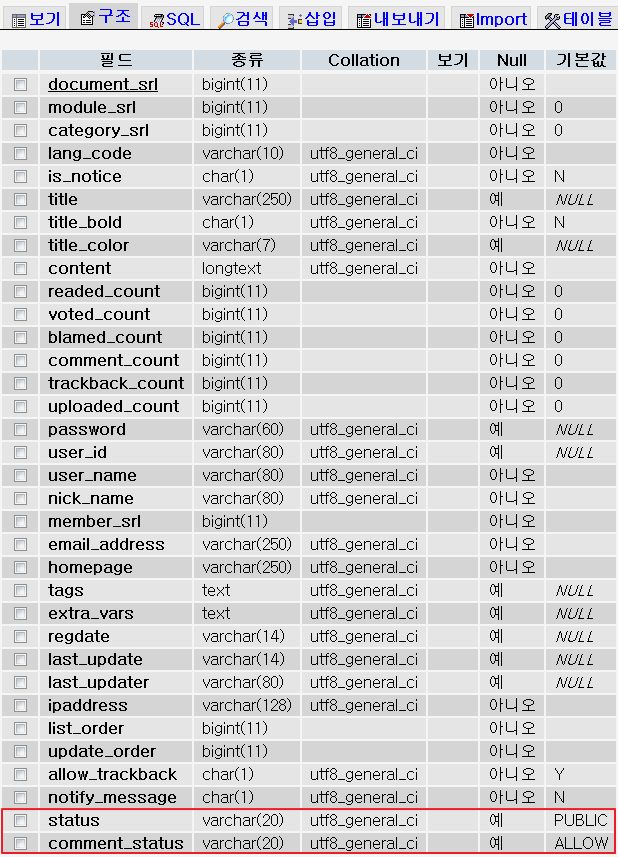 보기 구조 SQL 검색 삽입 내보내기 Import 테이블
필드 종류 Collation 보기 Null 기본값
document_srl bigint(11) 아니오
module_srl bigint(11) 아니오 0
category_srl bigint(11) 아니오 0
lang_code varchar(10) utf8_general_ci 아니오
is_notice char(1) utf8_general_ci 아니오 N
title varchar(250) utf8_general_ci 예 NULL
title_bold char(1) utf8_general_ci 아니오 N
title_color varchar(7) utf8_general_ci 예 NULL
content longtext utf8_general_ci 아니오
readed_count bigint(11) 아니오 0
voted_count bigint(11) 아니오 0
blamed_count bigint(11) 아니오 0
comment_count bigint(11) 아니오 0
trackback_count bigint(11) 아니오 0
uploaded_count bigint(11) 아니오 0
password varchar(60) utf8_general_ci 예 NULL
user_id varchar(80) utf8_general_ci 예 NULL
user_name varchar(80) utf8_general_ci 아니오
nick_name varchar(80) utf8_general_ci 아니오
member_srl bigint(11) 아니오
email_address varchar(250) utf8_general_ci 아니오
homepage varchar(250) utf8_general_ci 아니오
tags text utf8_general_ci 예 NULL
extra_vars text utf8_general_ci 예 NULL
regdate varchar(14) utf8_general_ci 예 NULL
last_update varchar(14) utf8_general_ci 예 NULL
last_updater varchar(80) utf8_general_ci 예 NULL
ipaddress varchar(128) utf8_general_ci 아니오
list_order bigint(11) 아니오
update_order bigint(11) 아니오
allow_trackback char(1) utf8_general_ci 아니오 Y
notify_message char(1) utf8_general_ci 아니오 N
status varchar(20) utf8_general_ci 예 PUBLIC
comment_status varchar(20) utf8_general_ci 예 ALLOW